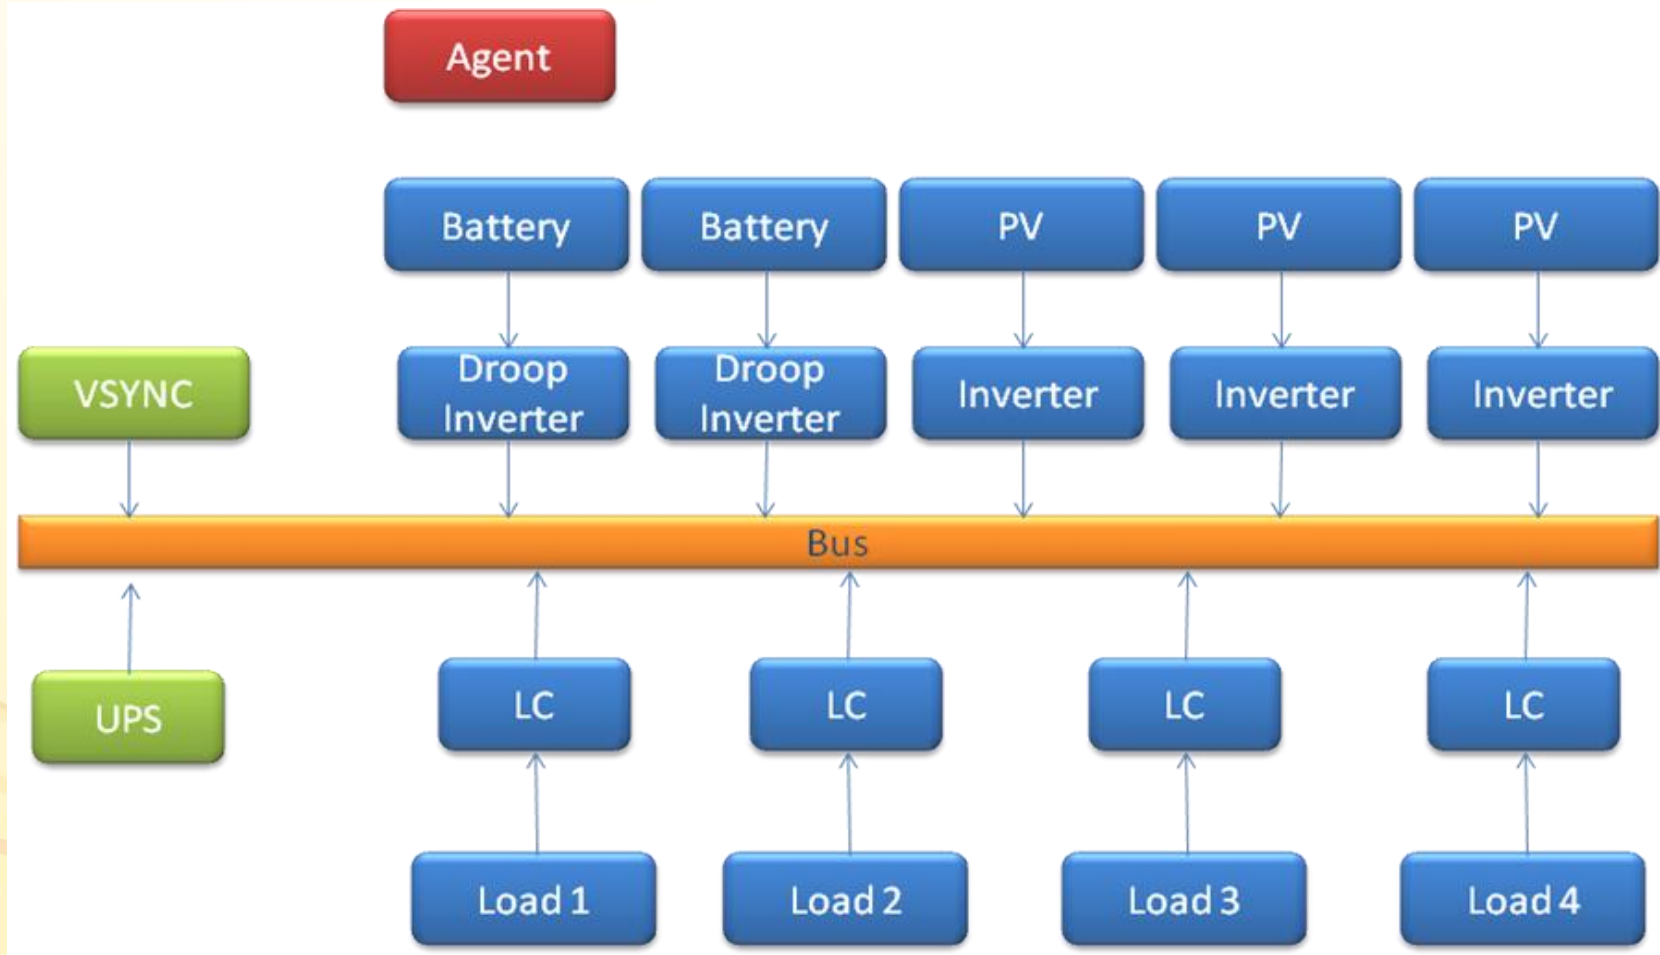 Agent
Battery
Battery
PV
PV
PV
VSYNC
Droop
Inverter
Droop
Inverter
Inverter
Inverter
Inverter
Bus
UPS
LC
LC
LC
LC
Load 1
Load 2
Load 3
Load 4